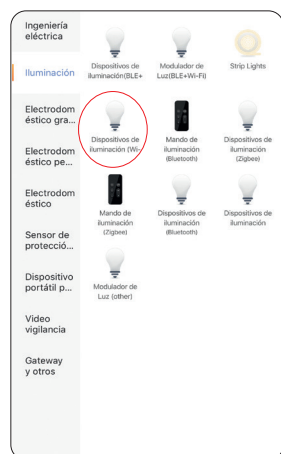 Ingeniería
eléctrica
Iluminación
Electrodom
éstico gra...
Electrodom
éstico pe...
Electrodom
éstico
Sensor de
protecció...
Dispositivo
portátil p...
Video
vigilancia
Gateway
y otros
Dispositivos de
iluminación(BLE+
Modulador de
Luz(BLE+Wi-Fi)
Strip Lights
Dispositivos de
iluminación (Wi-
Mando de
iluminación
(Bluetooth)
Dispositivos de
iluminación
(Zigbee)
Mando de
iluminación
(Zigbee)
Dispositivos de
iluminación
(Bluetooth)
Dispositivos de
iluminación
Modulador de
Luz (other)